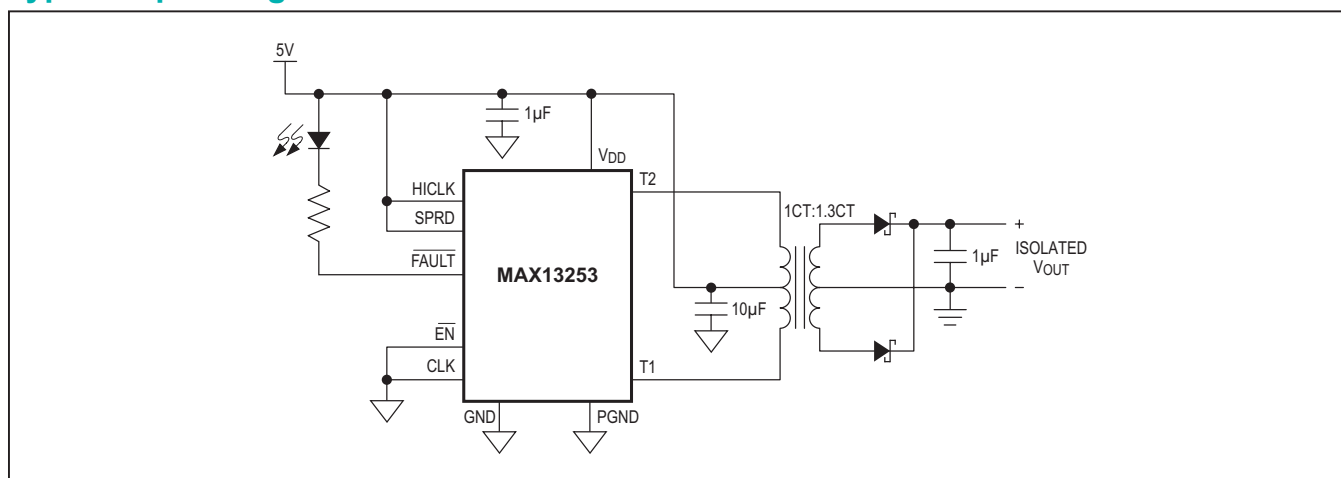 5V
1µF
VDD
T2
HICLK
SPRD
1CT:1.3CT
+
FAULT
MAX13253
1µF
ISOLATED
VOUT
10µF
–
EN
CLK
T1
GND
PGND